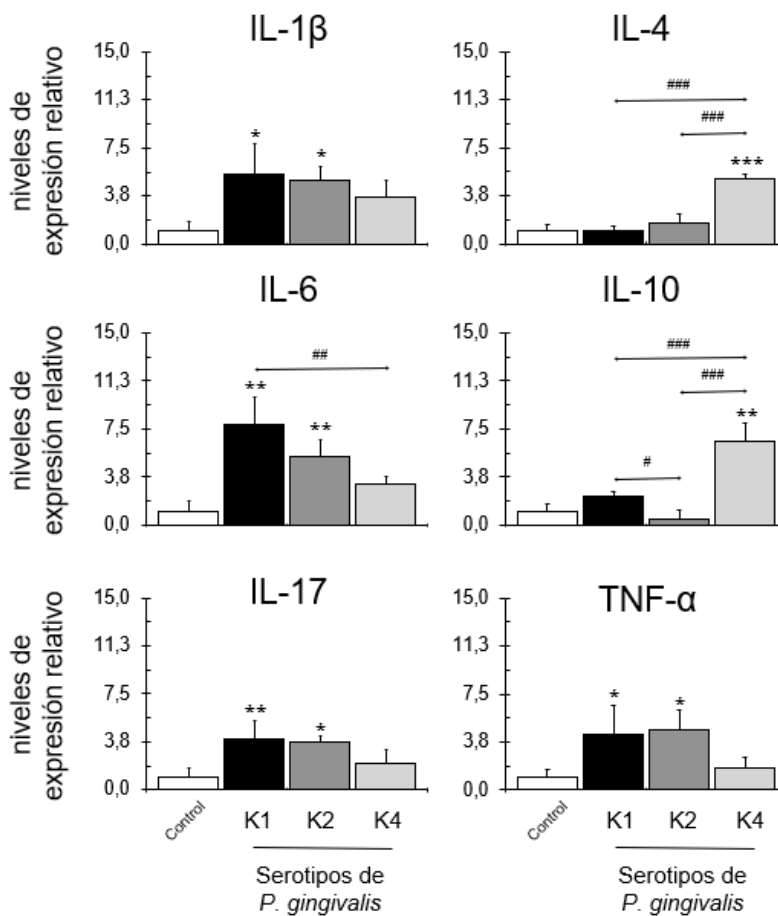 IL-1β
niveles de
expresión relativo
15,0
11,3
7,5
3,8
0,0
*
*
IL-4
15,0
11,3
7,5
3,8
0,0
###
###
***
IL-6
niveles de
expresión relativo
15,0
11,3
7,5
3,8
0,0
##
**
**
IL-10
15,0
11,3
7,5
3,8
0,0
###
###
**
#
IL-17
niveles de
expresión relativo
15,0
11,3
7,5
3,8
0,0
**
*
Control
K1 K2 K4
Serotipos de
P. gingivalis
TNF-α
15,0
11,3
7,5
3,8
0,0
*
*
Control
K1 K2 K4
Serotipos de
P. gingivalis